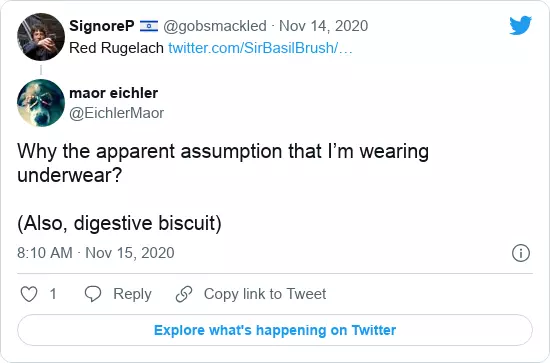 SignoreP 🇮🇱 @gobsmackled · Nov 14, 2020
Red Rugelach twitter.com/SirBasilBrush/…
maor eichler
@EichlerMaor
Why the apparent assumption that I’m wearing
underwear?
(Also, digestive biscuit)
8:10 AM · Nov 15, 2020
1 Reply Copy link to Tweet
Explore what's happening on Twitter